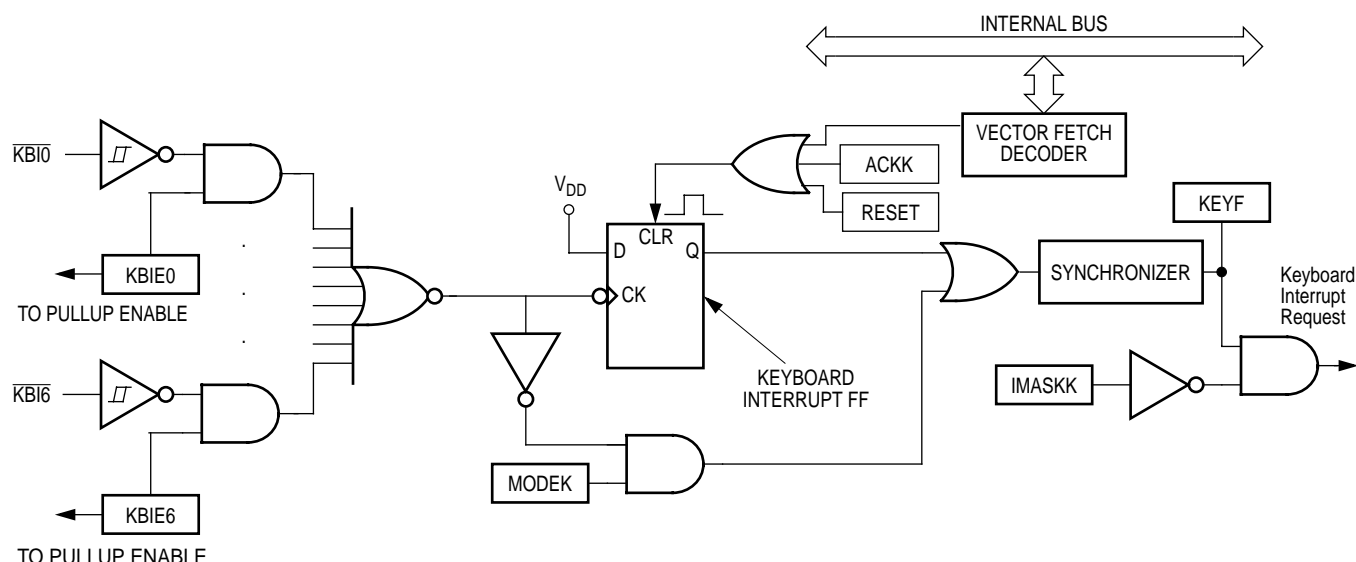 INTERNAL BUS
VECTOR FETCH
DECODER
KBI0
ACKK
VDD
RESET
KEYF
CLR
D
Q
KBIE0
SYNCHRONIZER
CK
TO PULLUP ENABLE
Keyboard
Interrupt
Request
KBI6
KEYBOARD
INTERRUPT FF
IMASKK
MODEK
KBIE6
TO PULLUP ENABLE